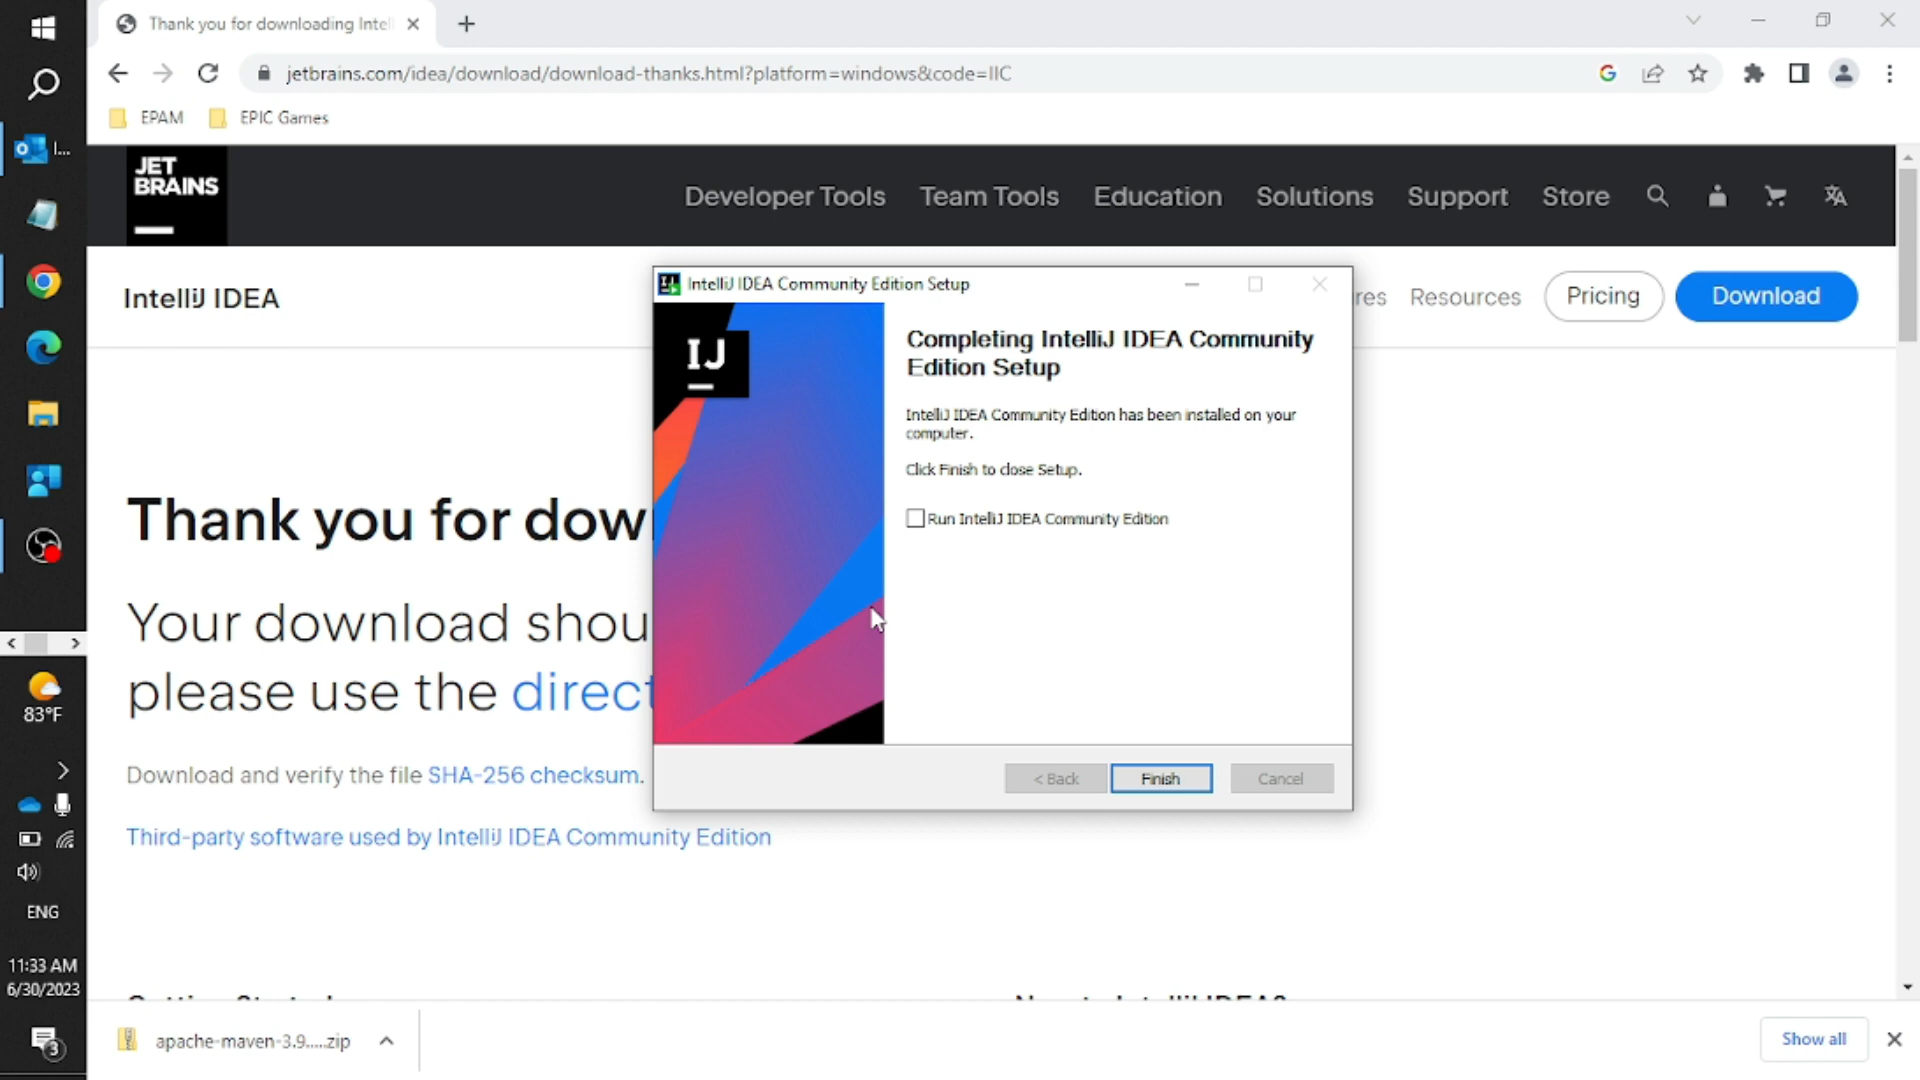 Thank you for downloading Intel
jetbrains.com/idea/download/download-thanks.html?platform=windows&code=IIC
EPAM
EPIC Games
JET
BRAINS
Developer Tools
Team Tools
Education
Solutions
Support
Store
IntelliJ IDEA
res
Resources
Pricing
Download
IntelliJ IDEA Community Edition Setup
IJ
Completing IntelliJ IDEA Community
Edition Setup
IntelliJ IDEA Community Edition has been installed on your
computer.
Click Finish to close Setup.
Run IntelliJ IDEA Community Edition
< Back
Finish
Cancel
Thank you for dow
Your download shou
please use the direct
Download and verify the file SHA-256 checksum.
Third-party software used by IntelliJ IDEA Community Edition
apache-maven-3.9.....zip
Show all
I...
83°F
ENG
11:33 AM
6/30/2023
3